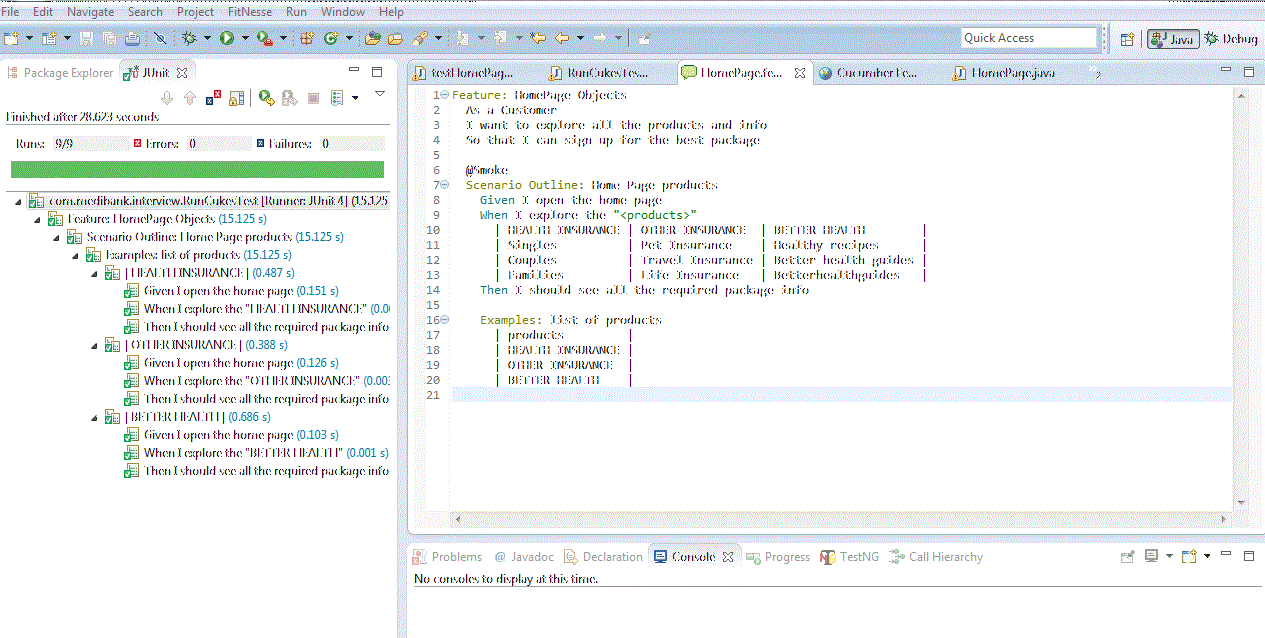 File Edit Navigate Search Project FitNesse Run Window Help
Quick Access
Java
Debug
Package Explorer JUnit
Finished after 28.623 seconds
Runs: 9/9 Errors: 0 Failures: 0
com.medibank.interview.RunCukesTest [Runner: JUnit 4] (15.125
Feature: HomePage Objects (15.125 s)
Scenario Outline: Home Page products (15.125 s)
Examples: list of products (15.125 s)
| HEALTH INSURANCE | (0.487 s)
Given I open the home page (0.151 s)
When I explore the "HEALTH INSURANCE" (0.0
Then I should see all the required package info
| OTHER INSURANCE | (0.388 s)
Given I open the home page (0.126 s)
When I explore the "OTHER INSURANCE" (0.00
Then I should see all the required package info
| BETTER HEALTH | (0.686 s)
Given I open the home page (0.103 s)
When I explore the "BETTER HEALTH" (0.001 s)
Then I should see all the required package info
testHomePag... RunCukesTes... HomePage.fe... Cucumber Fe... HomePage.java
1 Feature: HomePage Objects
2 As a Customer
3 I want to explore all the products and info
4 So that I can sign up for the best package
5
6 @Smoke
7 Scenario Outline: Home Page products
8 Given I open the home page
9 When I explore the "<products>"
10 | HEALTH INSURANCE | OTHER INSURANCE | BETTER HEALTH |
11 | Singles | Pet Insurance | Healthy recipes |
12 | Couples | Travel Insurance | Better health guides |
13 | Families | Life Insurance | Betterhealthguides |
14 Then I should see all the required package info
15
16 Examples: list of products
17 | products |
18 | HEALTH INSURANCE |
19 | OTHER INSURANCE |
20 | BETTER HEALTH |
21
Problems @ Javadoc Declaration Console Progress TestNG Call Hierarchy
No consoles to display at this time.